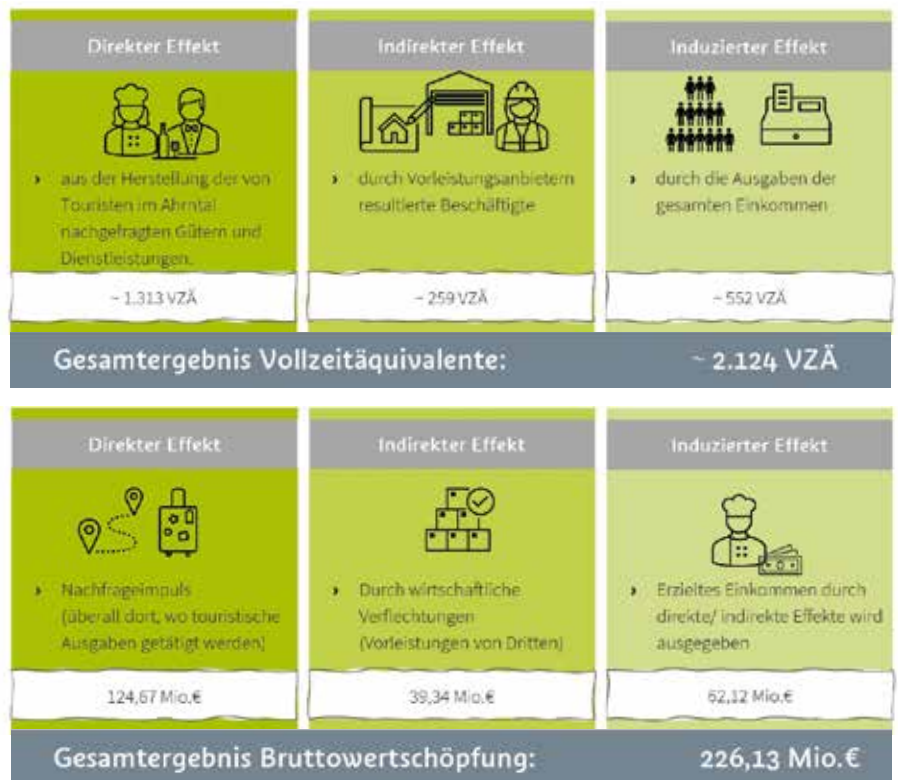 Direkter Effekt
› aus der Herstellung der von
Touristen im Ahrntal
nachgefragten Gütern und
Dienstleistungen.
~ 1.313 VZÄ
Indirekter Effekt
› durch Vorleistungsanbietern
resultierte Beschäftigte
~ 259 VZÄ
Induzierter Effekt
› durch die Ausgaben der
gesamten Einkommen
~ 552 VZÄ
Gesamtergebnis Vollzeitäquivalente: ~ 2.124 VZÄ
Direkter Effekt
› Nachfrageimpuls
(überall dort, wo touristische
Ausgaben getätigt werden)
124,67 Mio.€
Indirekter Effekt
› Durch wirtschaftliche
Verflechtungen
(Vorleistungen von Dritten)
39,34 Mio.€
Induzierter Effekt
› Erzieltes Einkommen durch
direkte/ indirekte Effekte wird
ausgegeben
62,12 Mio.€
Gesamtergebnis Bruttowertschöpfung: 226,13 Mio.€